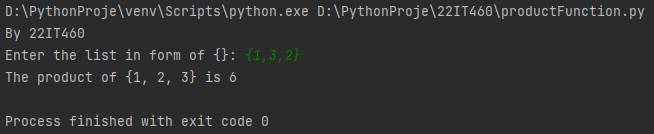 D:\PythonProje\venv\Scripts\python.exe D:\PythonProje\22IT460\productFunction.py
By 22IT460
Enter the list in form of {}: {1,3,2}
The product of {1, 2, 3} is 6
Process finished with exit code 0